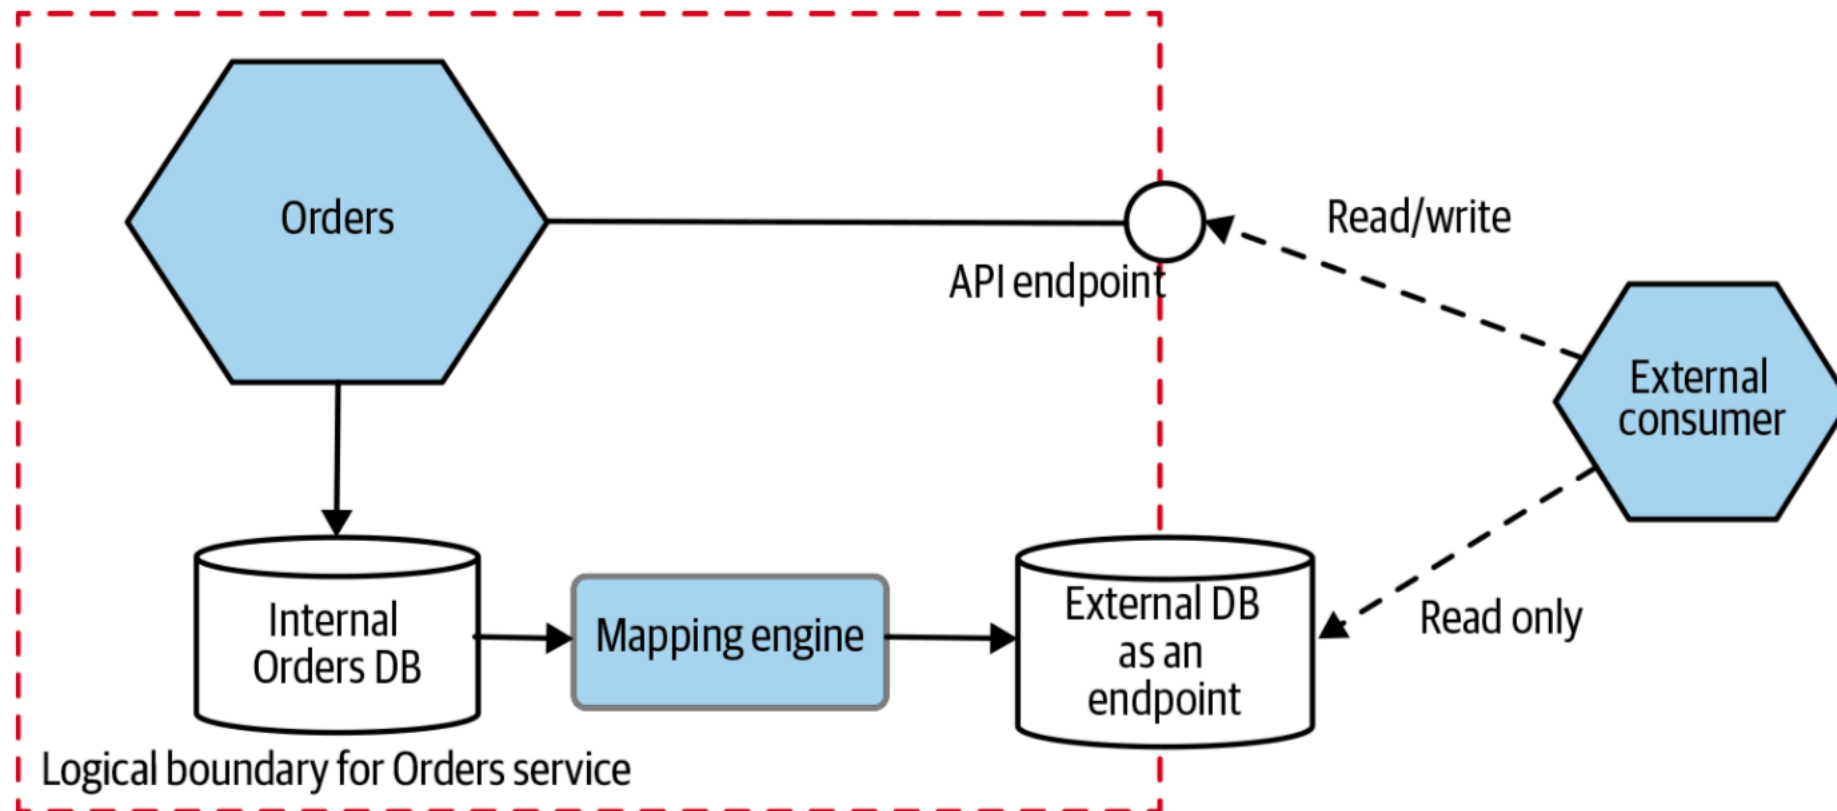 Orders
API endpoint
Read/write
External
consumer
Internal
Orders DB
Mapping engine
External DB
as an
endpoint
Read only
Logical boundary for Orders service